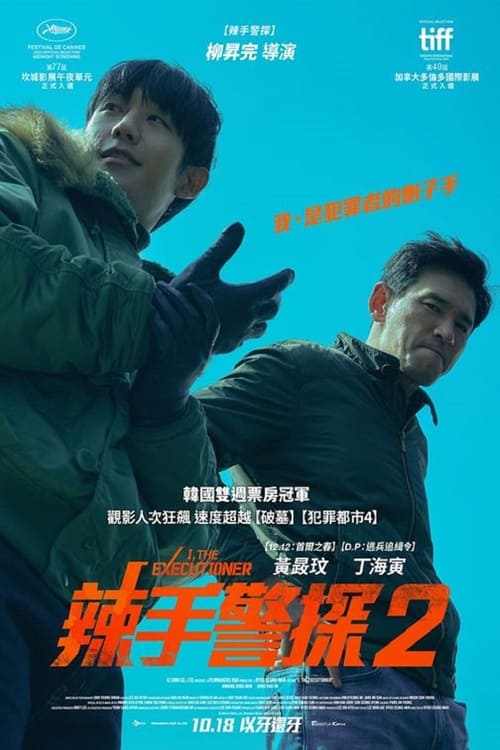 FESTIVAL DE CANNES
MIDNIGHT SCREENING
第77屆
坎城影展午夜單元
正式入選
【辣手警探】
柳昇完 導演
OFFICIAL SELECTION
tiff
第49屆
加拿大多倫多國際影展
正式入選
我，是犯罪者的劊子手
韓國雙週票房冠軍
觀影人次狂飆 速度超越【破墓】【犯罪都市4】
I, THE
EXECUTIONER
【12.12：首爾之春】 【D.P：逃兵追緝令】
黃晸玟 丁海寅
辣手警探2
10.18 以牙還牙